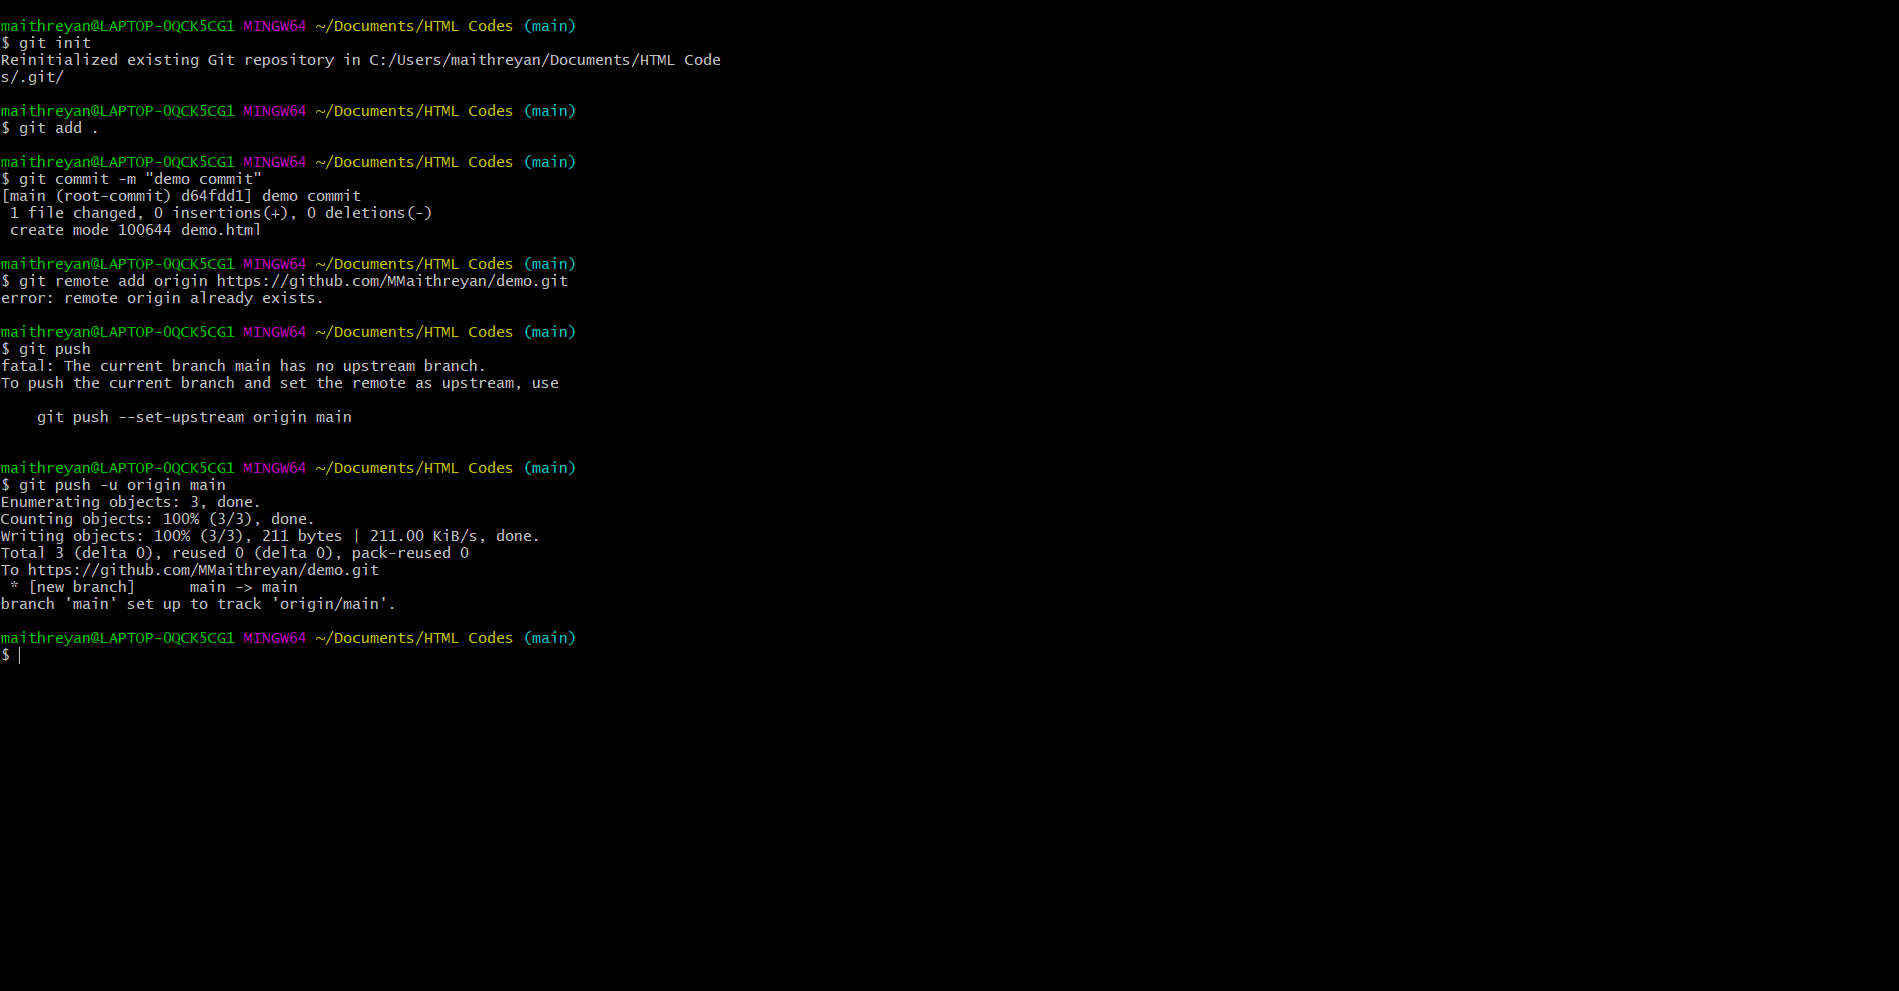 maithreyan@LAPTOP-0QCK5CG1 MINGW64 ~/Documents/HTML Codes (main)
$ git init
Reinitialized existing Git repository in C:/Users/maithreyan/Documents/HTML Code
s/.git/
maithreyan@LAPTOP-0QCK5CG1 MINGW64 ~/Documents/HTML Codes (main)
$ git add .
maithreyan@LAPTOP-0QCK5CG1 MINGW64 ~/Documents/HTML Codes (main)
$ git commit -m "demo commit"
[main (root-commit) d64fdd1] demo commit
 1 file changed, 0 insertions(+), 0 deletions(-)
 create mode 100644 demo.html
maithreyan@LAPTOP-0QCK5CG1 MINGW64 ~/Documents/HTML Codes (main)
$ git remote add origin https://github.com/MMaithreyan/demo.git
error: remote origin already exists.
maithreyan@LAPTOP-0QCK5CG1 MINGW64 ~/Documents/HTML Codes (main)
$ git push
fatal: The current branch main has no upstream branch.
To push the current branch and set the remote as upstream, use
    git push --set-upstream origin main
maithreyan@LAPTOP-0QCK5CG1 MINGW64 ~/Documents/HTML Codes (main)
$ git push -u origin main
Enumerating objects: 3, done.
Counting objects: 100% (3/3), done.
Writing objects: 100% (3/3), 211 bytes | 211.00 KiB/s, done.
Total 3 (delta 0), reused 0 (delta 0), pack-reused 0
To https://github.com/MMaithreyan/demo.git
 * [new branch]      main -> main
branch 'main' set up to track 'origin/main'.
maithreyan@LAPTOP-0QCK5CG1 MINGW64 ~/Documents/HTML Codes (main)
$